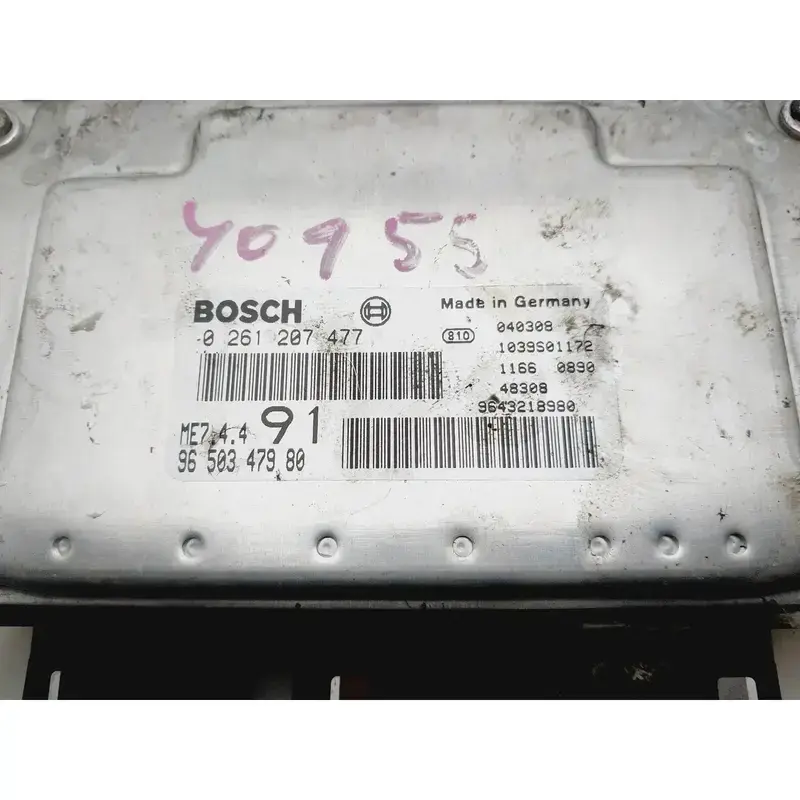 Y0955
BOSCH
Made in Germany
0 261 207 477
810
040308
1039S01172
1166 0890
48308
9643218980
ME7.4.4 91
96 503 479 80